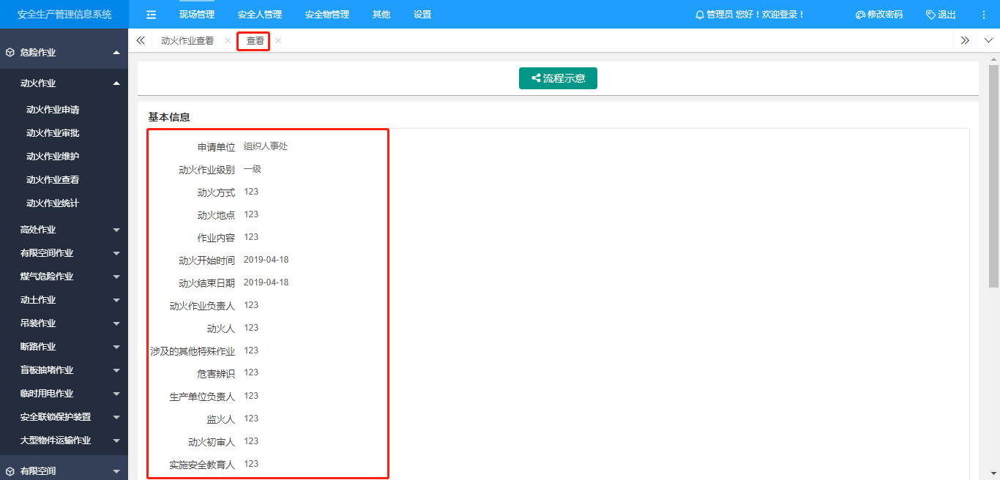 安全生产管理信息系统 现场管理 安全人管理 安全物管理 其他 设置 管理员 您好！欢迎登录！ 修改密码 退出
动火作业查看 查看
危险作业
动火作业
动火作业申请
动火作业审批
动火作业维护
动火作业查看
动火作业统计
高处作业
有限空间作业
煤气危险作业
动土作业
吊装作业
断路作业
盲板抽堵作业
临时用电作业
安全联锁保护装置
大型物件运输作业
有限空间
流程示意
基本信息
申请单位 组织人事处
动火作业级别 一级
动火方式 123
动火地点 123
作业内容 123
动火开始时间 2019-04-18
动火结束日期 2019-04-18
动火作业负责人 123
动火人 123
涉及的其他特殊作业 123
危害辨识 123
生产单位负责人 123
监火人 123
动火初审人 123
实施安全教育人 123